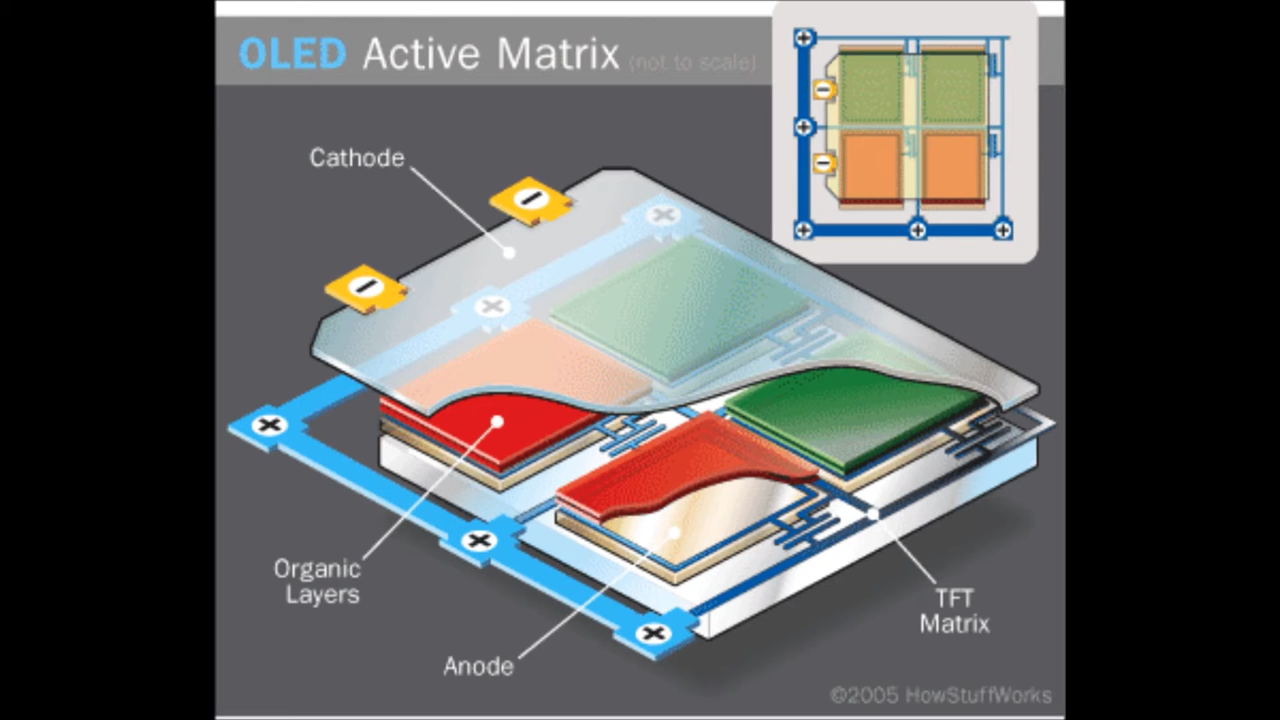 OLED Active Matrix (not to scale)
Cathode
Organic
Layers
Anode
TFT
Matrix
©2005 HowStuffWorks